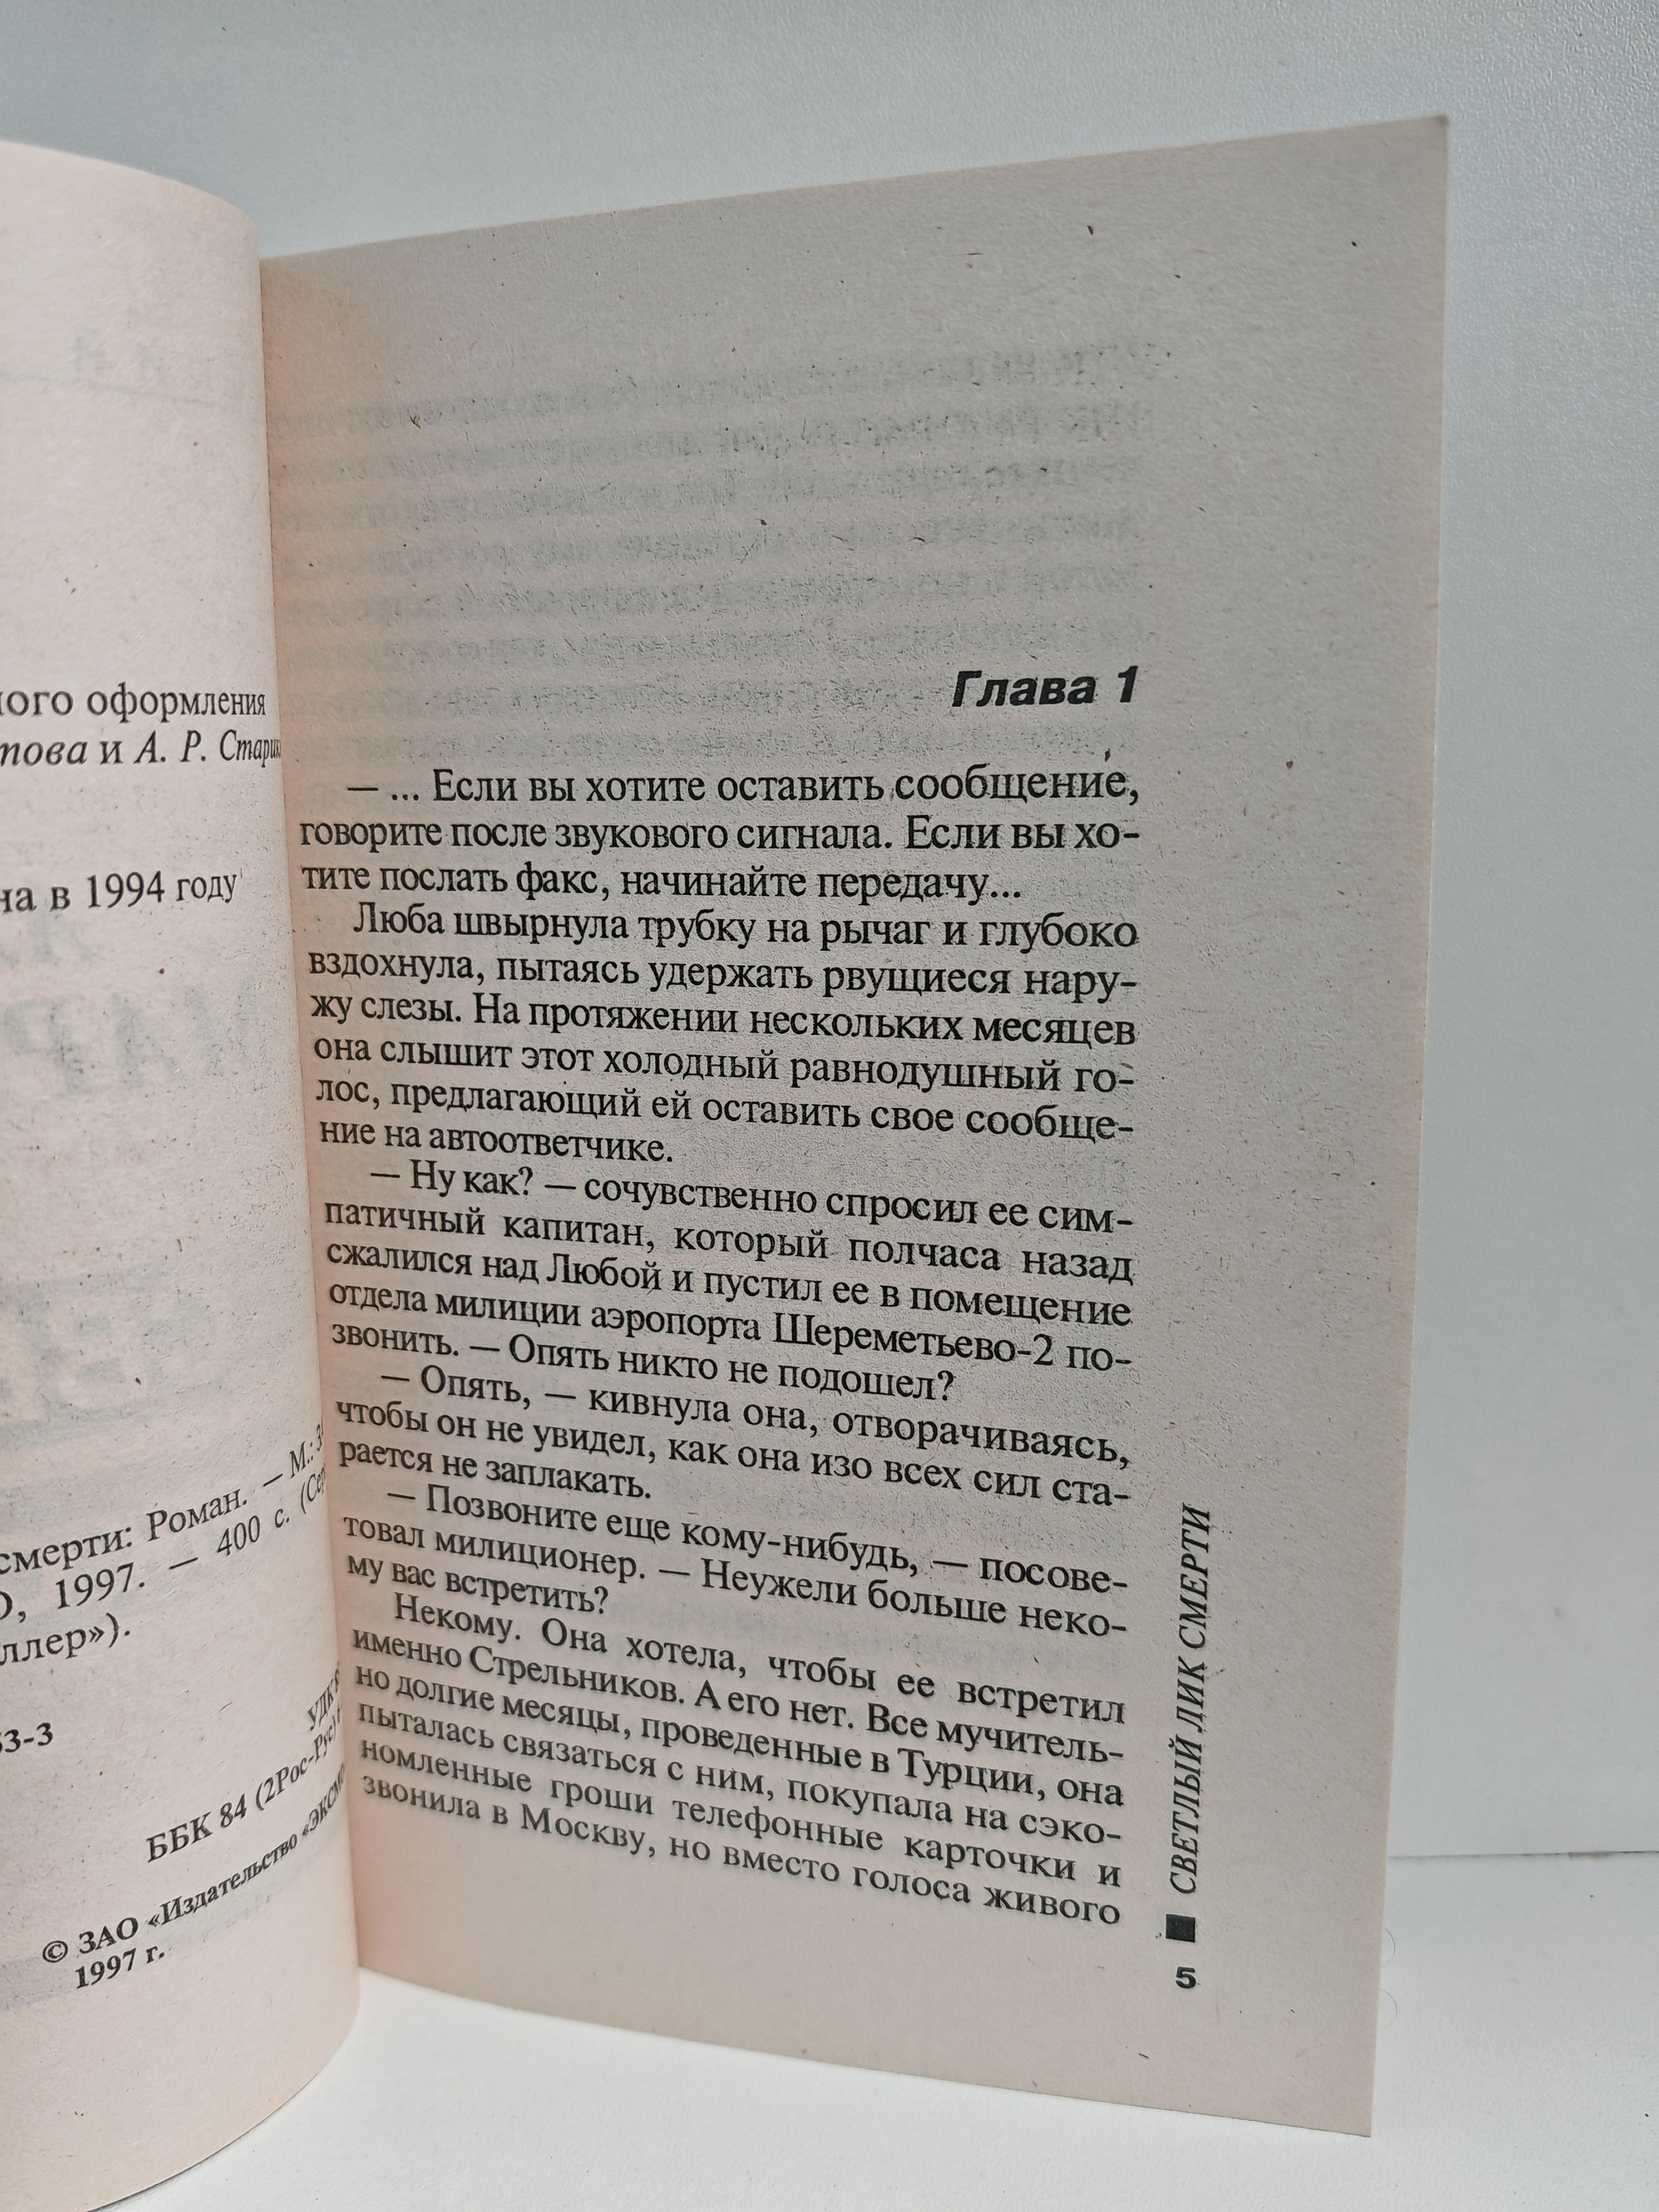 оформления
и А. Р.
в 1994 году
смерти: Роман. — М.:
1997. — 400 с.
ББК 84 (2Рос-Рус)
© ЗАО «Издательство «ЭКСМО
1997 г.
Глава 1
— ... Если вы хотите оставить сообщение,
говорите после звукового сигнала. Если вы хо-
тите послать факс, начинайте передачу...
Люба швырнула трубку на рычаг и глубоко
вздохнула, пытаясь удержать рвущиеся нару-
жу слезы. На протяжении нескольких месяцев
она слышит этот холодный равнодушный го-
лос, предлагающий ей оставить свое сообще-
ние на автоответчике.
— Ну как? — сочувственно спросил ее сим-
патичный капитан, который полчаса назад
сжалился над Любой и пустил ее в помещение
отдела милиции аэропорта Шереметьево-2 по-
звонить. — Опять никто не подошел?
— Опять, — кивнула она, отворачиваясь,
чтобы он не увидел, как она изо всех сил ста-
рается не заплакать.
— Позвоните еще кому-нибудь, — посове-
товал милиционер. — Неужели больше неко-
му вас встретить?
Некому. Она хотела, чтобы ее встретил
именно Стрельников. А его нет. Все мучитель-
но долгие месяцы, проведенные в Турции, она
пыталась связаться с ним, покупала на сэко-
номленные гроши телефонные карточки и
звонила в Москву, но вместо голоса живого
СВЕТЛЫЙ ЛИК СМЕРТИ
5